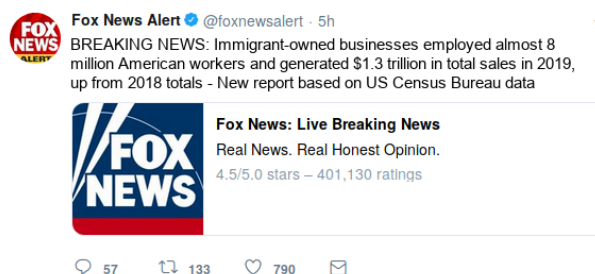 FOX
NEWS
ALERT
Fox News Alert @foxnewsalert · 5h
BREAKING NEWS: Immigrant-owned businesses employed almost 8
million American workers and generated $1.3 trillion in total sales in 2019,
up from 2018 totals - New report based on US Census Bureau data
FOX
NEWS
Fox News: Live Breaking News
Real News. Real Honest Opinion.
4.5/5.0 stars – 401,130 ratings
57 133 790